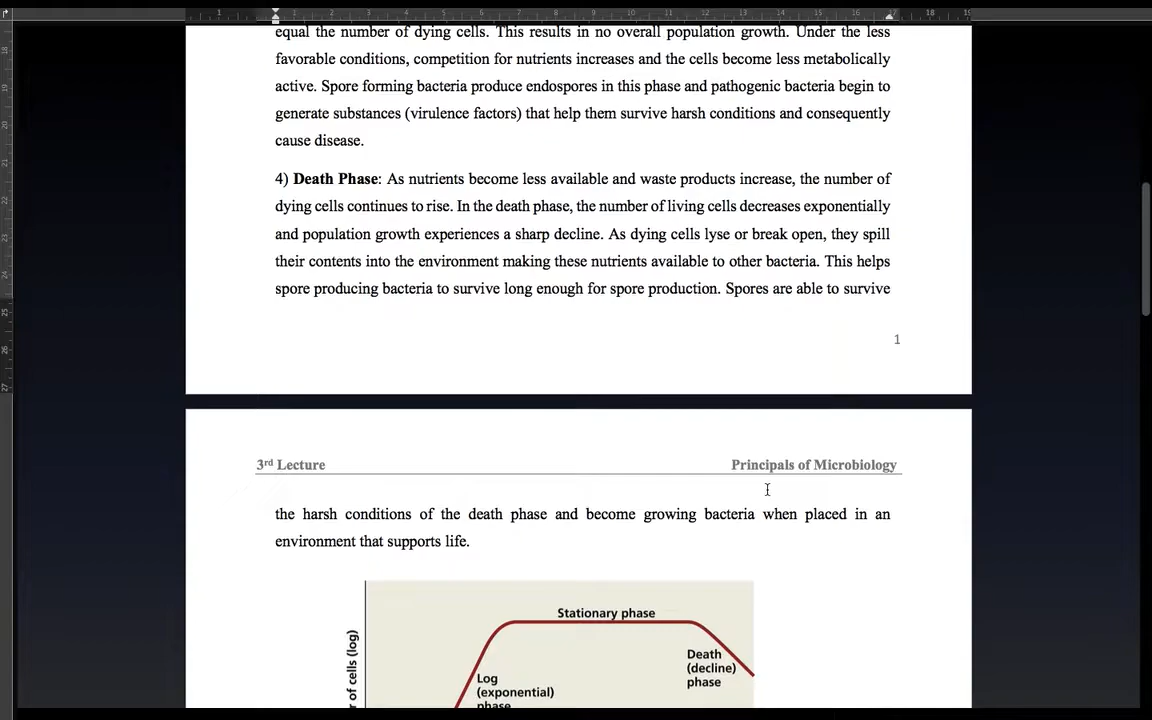 equal the number of dying cells. This results in no overall population growth. Under the less
favorable conditions, competition for nutrients increases and the cells become less metabolically
active. Spore forming bacteria produce endospores in this phase and pathogenic bacteria begin to
generate substances (virulence factors) that help them survive harsh conditions and consequently
cause disease.
4) Death Phase: As nutrients become less available and waste products increase, the number of
dying cells continues to rise. In the death phase, the number of living cells decreases exponentially
and population growth experiences a sharp decline. As dying cells lyse or break open, they spill
their contents into the environment making these nutrients available to other bacteria. This helps
spore producing bacteria to survive long enough for spore production. Spores are able to survive
1
3rd Lecture Principals of Microbiology
the harsh conditions of the death phase and become growing bacteria when placed in an
environment that supports life.
Stationary phase
Death
(decline)
phase
Log
(exponential)
phase
of cells (log)